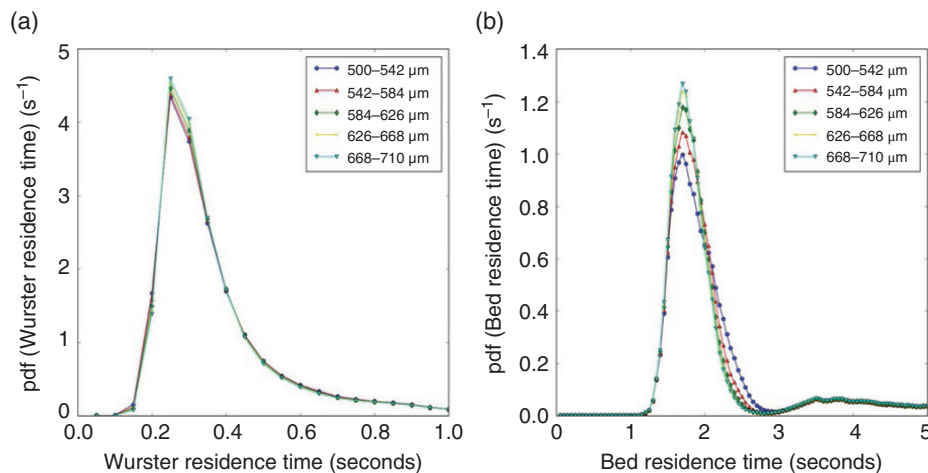 (a)
pdf (Wurster residence time) (s⁻¹)
5
4
3
2
1
0
0.0 0.2 0.4 0.6 0.8 1.0
Wurster residence time (seconds)
500–542 µm
542–584 µm
584–626 µm
626–668 µm
668–710 µm
(b)
pdf (Bed residence time) (s⁻¹)
1.4
1.2
1.0
0.8
0.6
0.4
0.2
0.0
0 1 2 3 4 5
Bed residence time (seconds)
500–542 µm
542–584 µm
584–626 µm
626–668 µm
668–710 µm